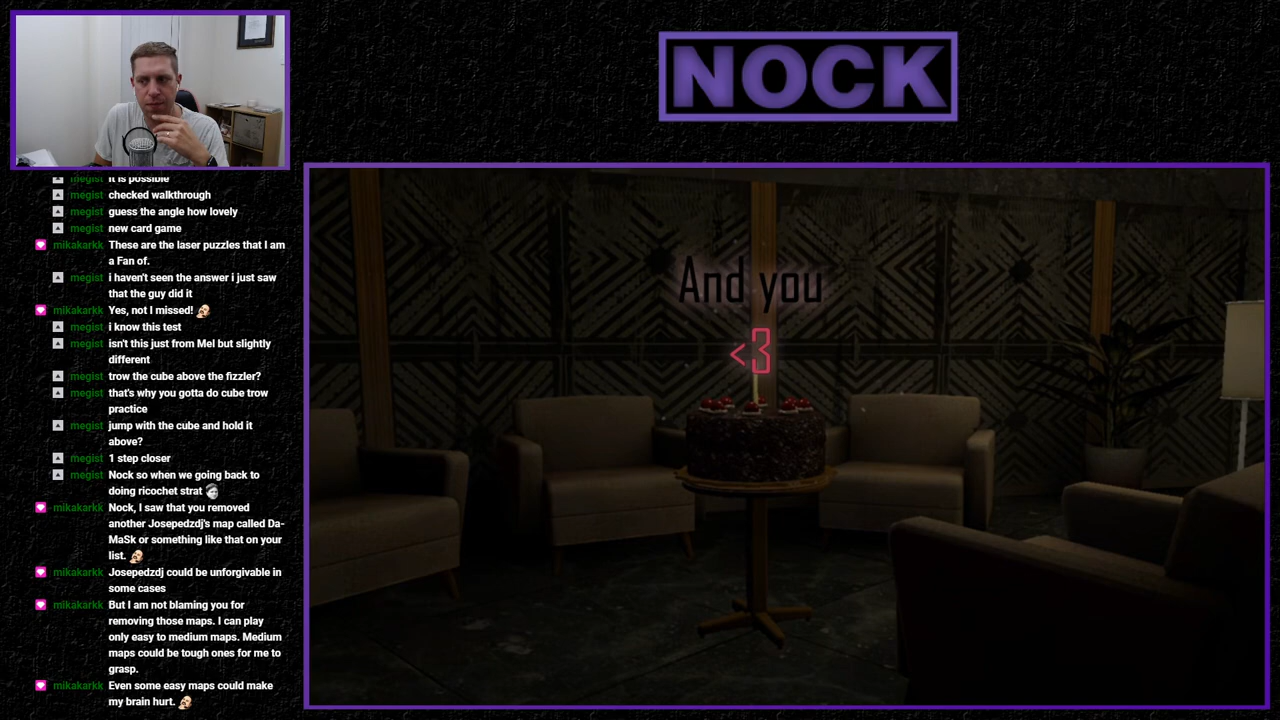 NOCK
megist it is possible
megist checked walkthrough
megist guess the angle how lovely
megist new card game
mikakarkk These are the laser puzzles that I am
a Fan of.
megist i haven't seen the answer i just saw
that the guy did it
mikakarkk Yes, not I missed!
megist i know this test
megist isn't this just from Mel but slightly
different
megist trow the cube above the fizzler?
megist that's why you gotta do cube trow
practice
megist jump with the cube and hold it
above?
megist 1 step closer
megist Nock so when we going back to
doing ricochet strat
mikakarkk Nock, I saw that you removed
another Josepedzdj's map called Da-
MaSk or something like that on your
list.
mikakarkk Josepedzdj could be unforgivable in
some cases
mikakarkk But I am not blaming you for
removing those maps. I can play
only easy to medium maps. Medium
maps could be tough ones for me to
grasp.
mikakarkk Even some easy maps could make
my brain hurt.
And you
<3